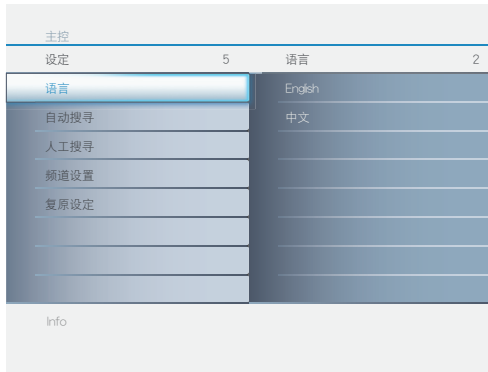 主控
设定 5 语言 2
语言 English
自动搜寻 中文
人工搜寻
频道设置
复原设定
Info